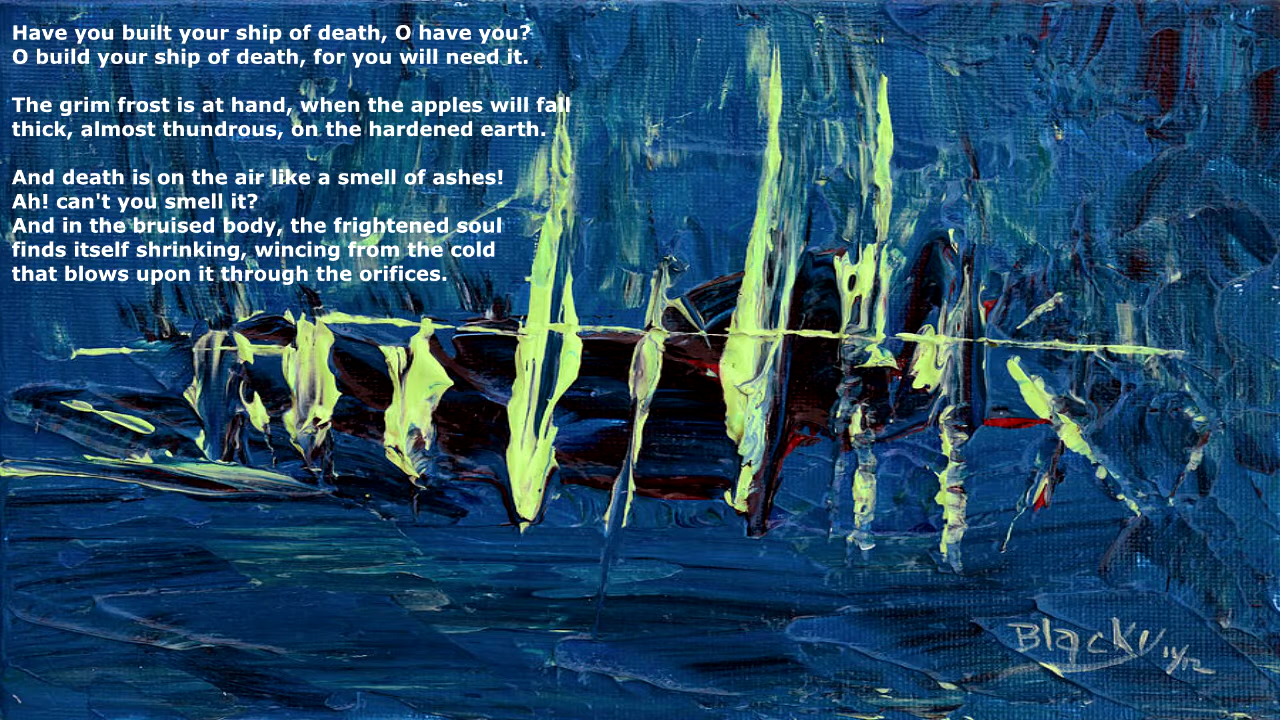 Have you built your ship of death, O have you?
O build your ship of death, for you will need it.
The grim frost is at hand, when the apples will fall
thick, almost thundrous, on the hardened earth.
And death is on the air like a smell of ashes!
Ah! can't you smell it?
And in the bruised body, the frightened soul
finds itself shrinking, wincing from the cold
that blows upon it through the orifices.
Black 11/12